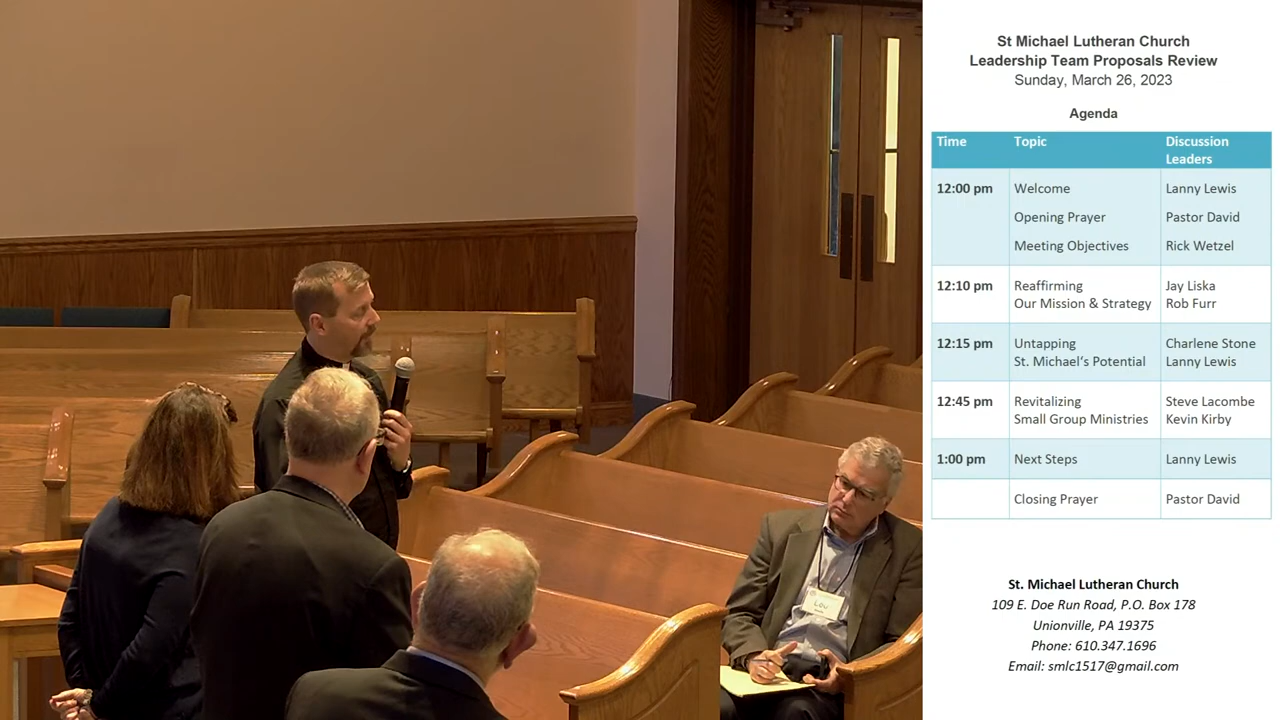 Lou
St Michael Lutheran Church
Leadership Team Proposals Review
Sunday, March 26, 2023
Agenda
Time Topic Discussion Leaders
12:00 pm Welcome Lanny Lewis
Opening Prayer Pastor David
Meeting Objectives Rick Wetzel
12:10 pm Reaffirming Jay Liska
Our Mission & Strategy Rob Furr
12:15 pm Untapping Charlene Stone
St. Michael's Potential Lanny Lewis
12:45 pm Revitalizing Steve Lacombe
Small Group Ministries Kevin Kirby
1:00 pm Next Steps Lanny Lewis
Closing Prayer Pastor David
St. Michael Lutheran Church
109 E. Doe Run Road, P.O. Box 178
Unionville, PA 19375
Phone: 610.347.1696
Email: smlc1517@gmail.com